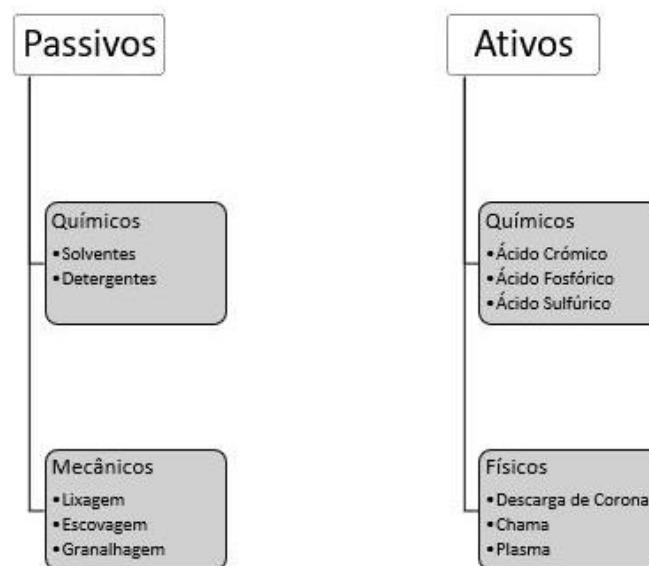 Passivos
Químicos
•Solventes
•Detergentes
Mecânicos
•Lixagem
•Escovagem
•Granalhagem
Ativos
Químicos
•Ácido Crómico
•Ácido Fosfórico
•Ácido Sulfúrico
Físicos
•Descarga de Corona
•Chama
•Plasma